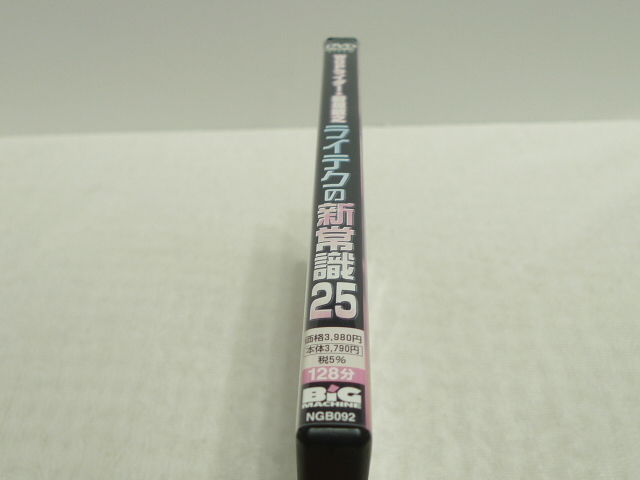 DVD
ライテクの新常識25
価格3,980円
本体3,790円
税5%
128分
BiG
MACHINE
NGB092